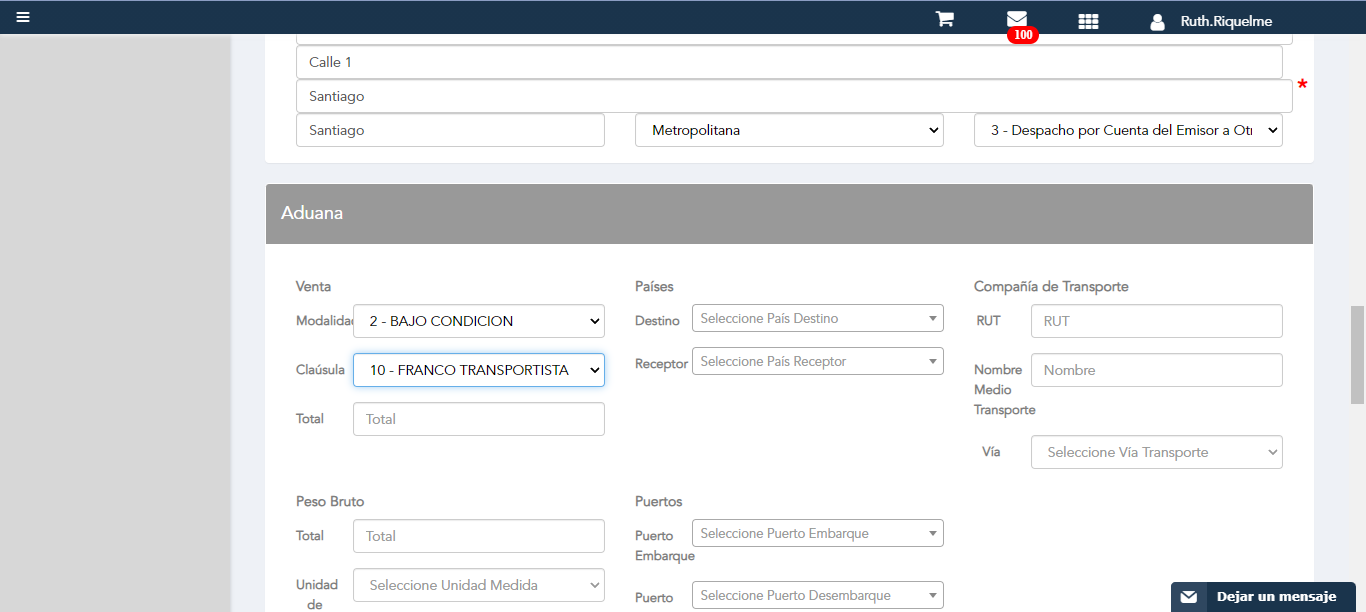 Ruth.Riquelme
100
Calle 1
Santiago
*
Santiago
Metropolitana
3 - Despacho por Cuenta del Emisor a Otr
Aduana
Venta
Países
Compañía de Transporte
Modalidad
2 - BAJO CONDICION
Destino
Seleccione País Destino
RUT
RUT
Claúsula
10 - FRANCO TRANSPORTISTA
Receptor
Seleccione País Receptor
Nombre
Medio
Transporte
Nombre
Total
Total
Vía
Seleccione Vía Transporte
Peso Bruto
Puertos
Total
Total
Puerto
Embarque
Seleccione Puerto Embarque
Unidad
de
Seleccione Unidad Medida
Puerto
Seleccione Puerto Desembarque
Dejar un mensaje